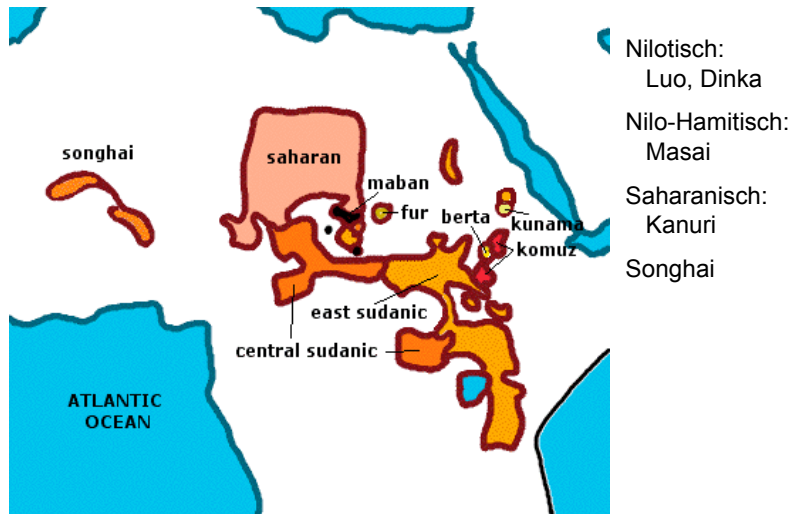 songhai
saharan
maban
fur
berta
kunama
komuz
east sudanic
central sudanic
ATLANTIC
OCEAN
Nilotisch:
Luo, Dinka
Nilo-Hamitisch:
Masai
Saharanisch:
Kanuri
Songhai